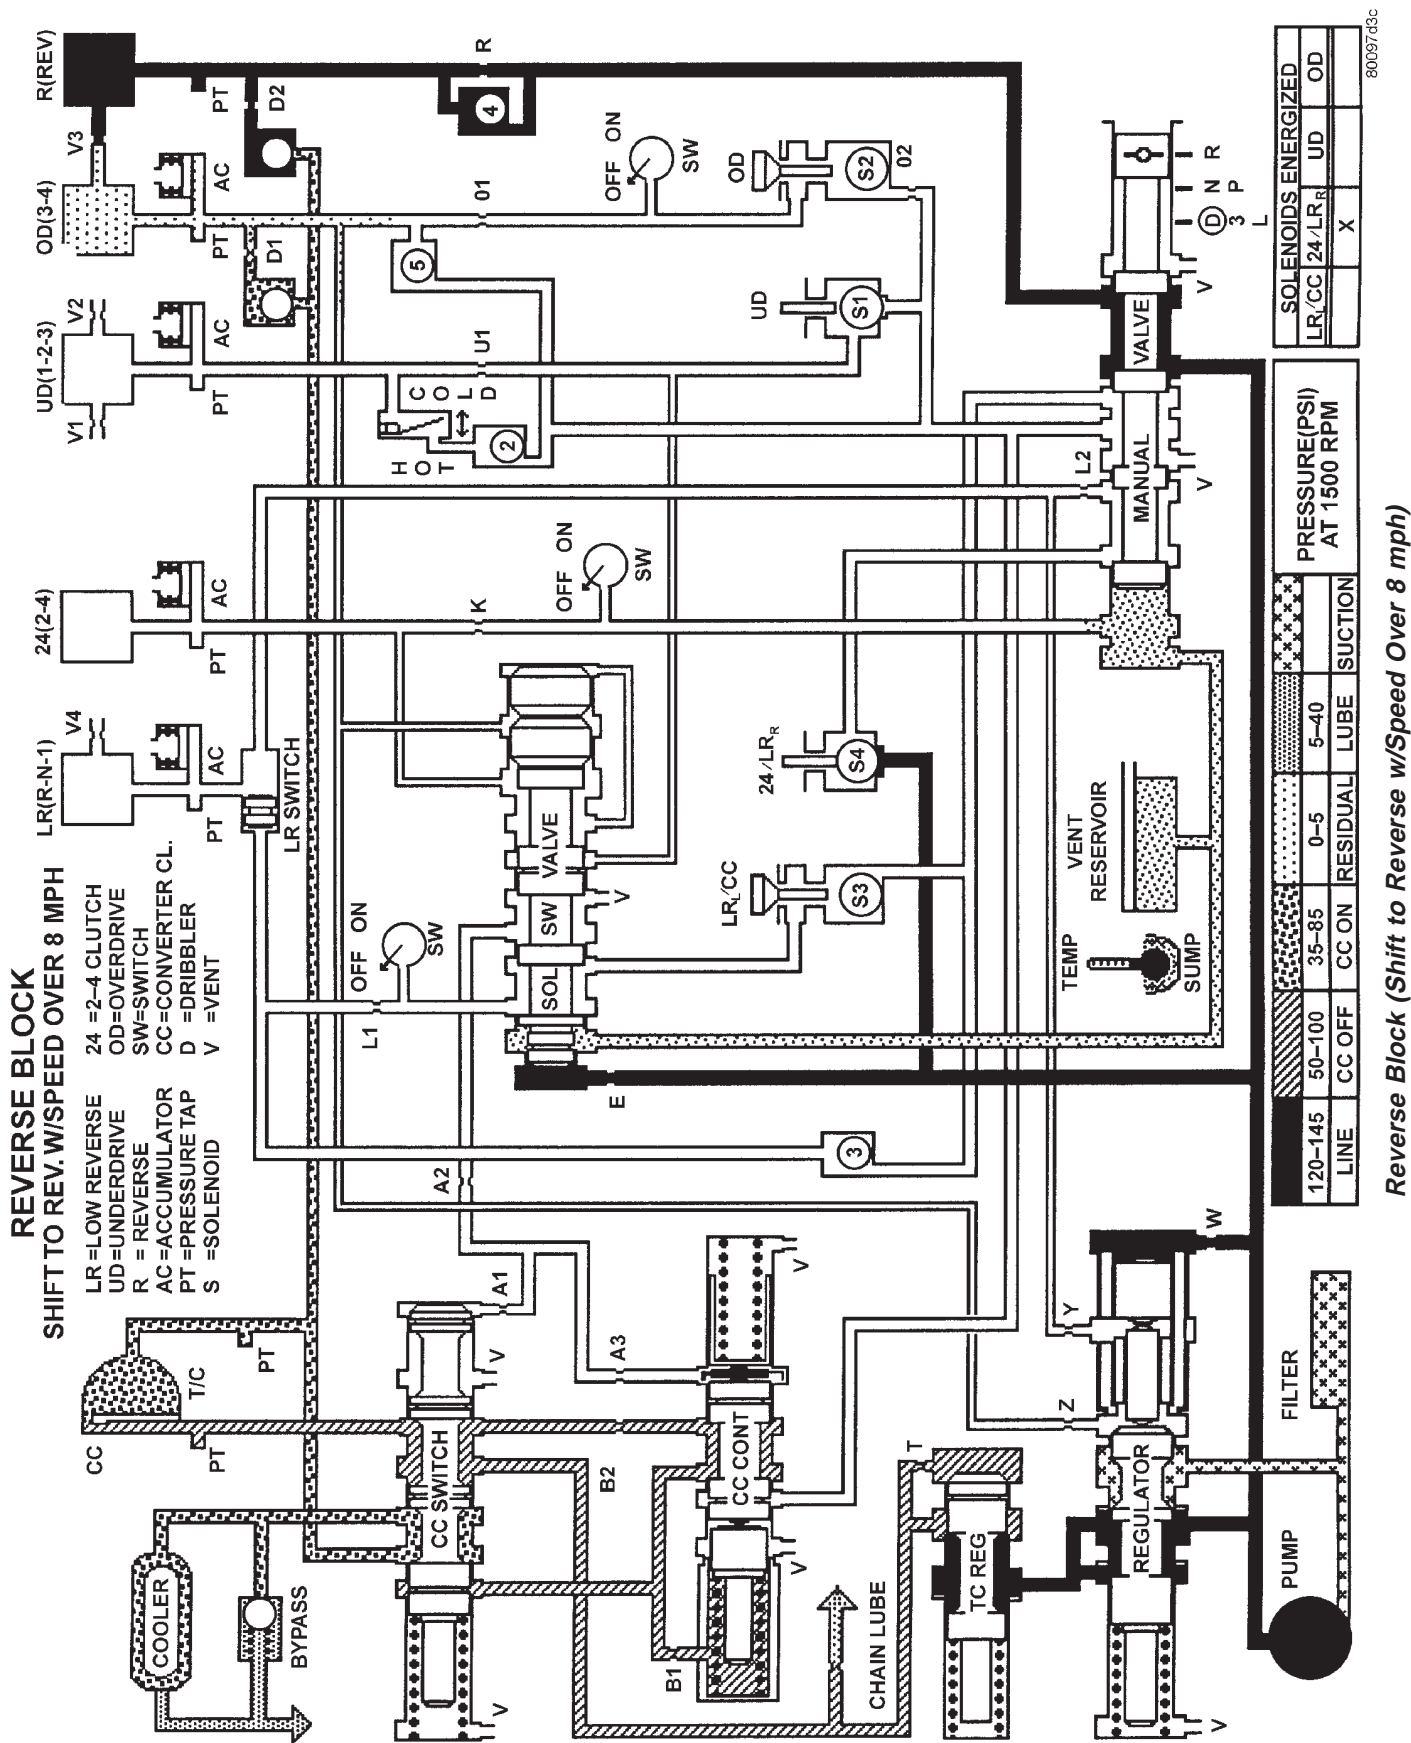 REVERSE BLOCK
SHIFT TO REV. W/SPEED OVER 8 MPH
LR =LOW REVERSE
UD=UNDERDRIVE
R = REVERSE
AC=ACCUMULATOR
PT =PRESSURE TAP
S =SOLENOID
24 =2–4 CLUTCH
OD=OVERDRIVE
SW=SWITCH
CC=CONVERTER CL.
D =DRIBBLER
V =VENT
LR(R-N-1)
V4
24(2-4)
UD(1-2-3)
V1
V2
OD(3-4)
V3
R(REV)
PT
AC
PT
AC
PT
AC
PT
AC
PT
D1
D2
LR SWITCH
COOLER
BYPASS
CC
T/C
PT
PT
CC SWITCH
V
V
A1
A2
A3
L1
OFF ON
SW
K
OFF ON
SW
HOT
COLD
2
U1
5
01
OFF ON
SW
4
R
B1
B2
CC CONT
V
V
E
SOL SW VALVE
V
3
LRL/CC
S3
24/LRR
S4
UD
S1
OD
S2
02
CHAIN LUBE
T
TC REG
Z
Y
W
REGULATOR
V
TEMP
SUMP
VENT
RESERVOIR
L2
MANUAL VALVE
V
V
D N R
3 P
L
PUMP
FILTER
120–145 50–100 35–85 0–5 5–40
LINE CC OFF CC ON RESIDUAL LUBE SUCTION
PRESSURE(PSI)
AT 1500 RPM
SOLENOIDS ENERGIZED
LRL/CC 24/LRR UD OD
X
80097d3c
Reverse Block (Shift to Reverse w/Speed Over 8 mph)